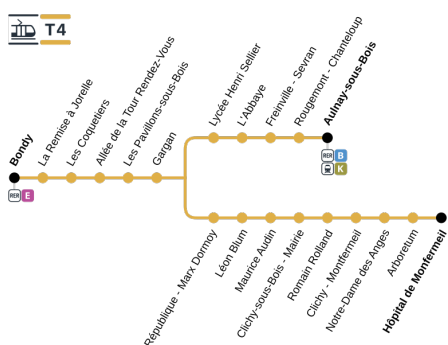 T4
Bondy
La Remise à Jorelle
Les Coquetiers
Allée de la Tour Rendez-Vous
Les Pavillons-sous-Bois
Gargan
Lycée Henri Sellier
L'Abbaye
Freinville - Sevran
Rougemont - Chanteloup
Aulnay-sous-Bois
RER E
RER B
K
République - Marx Dormoy
Léon Blum
Maurice Audin
Clichy-sous-Bois - Mairie
Romain Rolland
Clichy - Montfermeil
Notre-Dame des Anges
Arboretum
Hôpital de Montfermeil